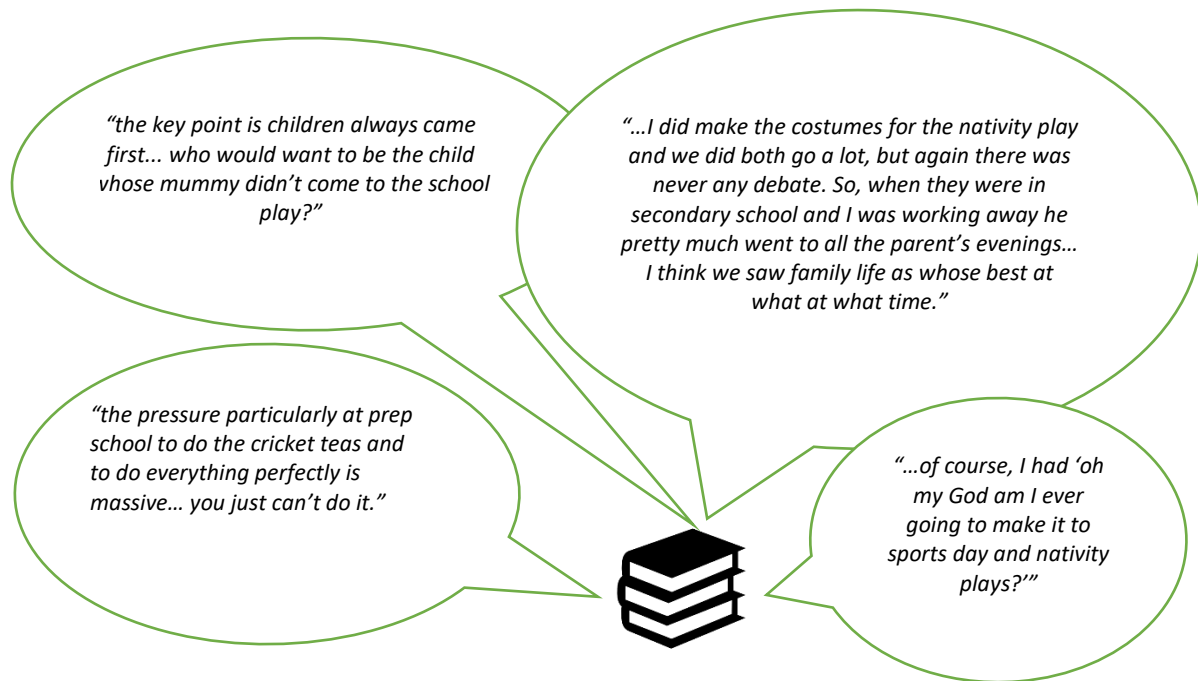 “the key point is children always came
first... who would want to be the child
vhose mummy didn’t come to the school
play?”
“…I did make the costumes for the nativity play
and we did both go a lot, but again there was
never any debate. So, when they were in
secondary school and I was working away he
pretty much went to all the parent’s evenings…
I think we saw family life as whose best at
what at what time.”
“the pressure particularly at prep
school to do the cricket teas and
to do everything perfectly is
massive… you just can’t do it.”
“…of course, I had ‘oh
my God am I ever
going to make it to
sports day and nativity
plays?’”